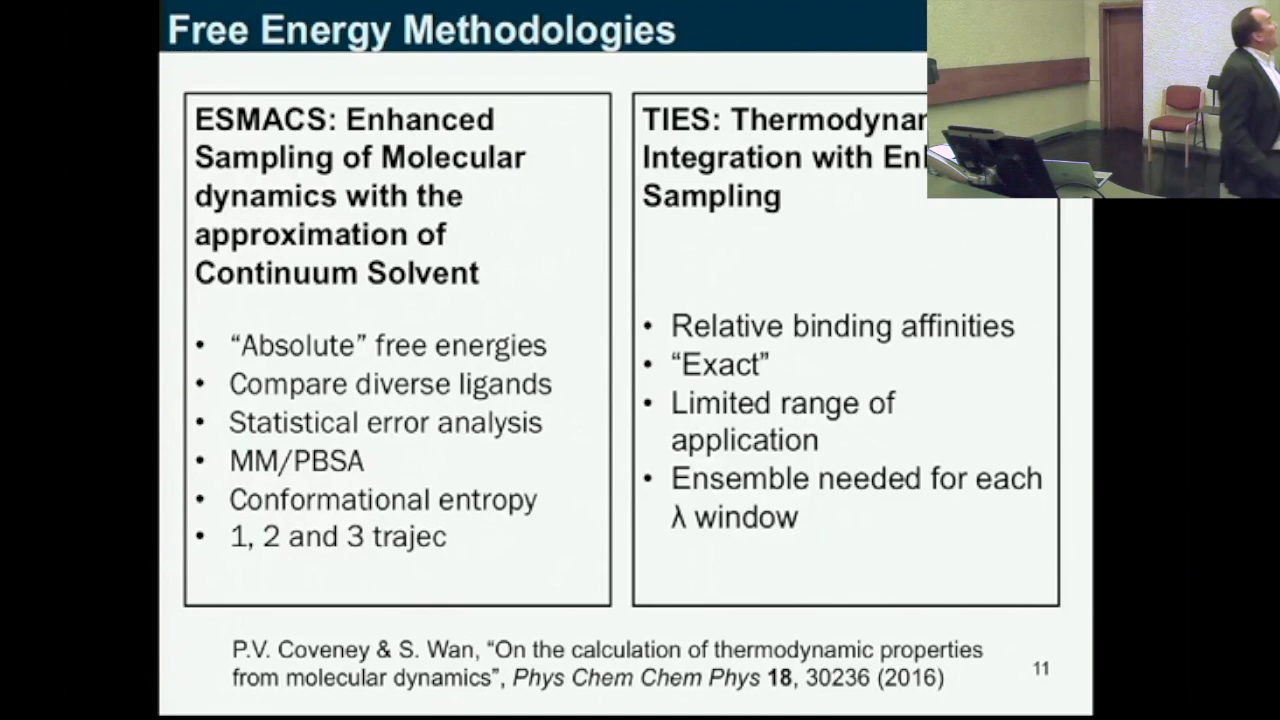 Free Energy Methodologies
ESMACS: Enhanced
Sampling of Molecular
dynamics with the
approximation of
Continuum Solvent
• “Absolute” free energies
• Compare diverse ligands
• Statistical error analysis
• MM/PBSA
• Conformational entropy
• 1, 2 and 3 trajec
TIES:
Integration with
Sampling
• Relative binding affinities
• “Exact”
• Limited range of
application
• Ensemble needed for each
λ window
P.V. Coveney & S. Wan, “On the calculation of thermodynamic properties
from molecular dynamics”, Phys Chem Chem Phys 18, 30236 (2016)
11